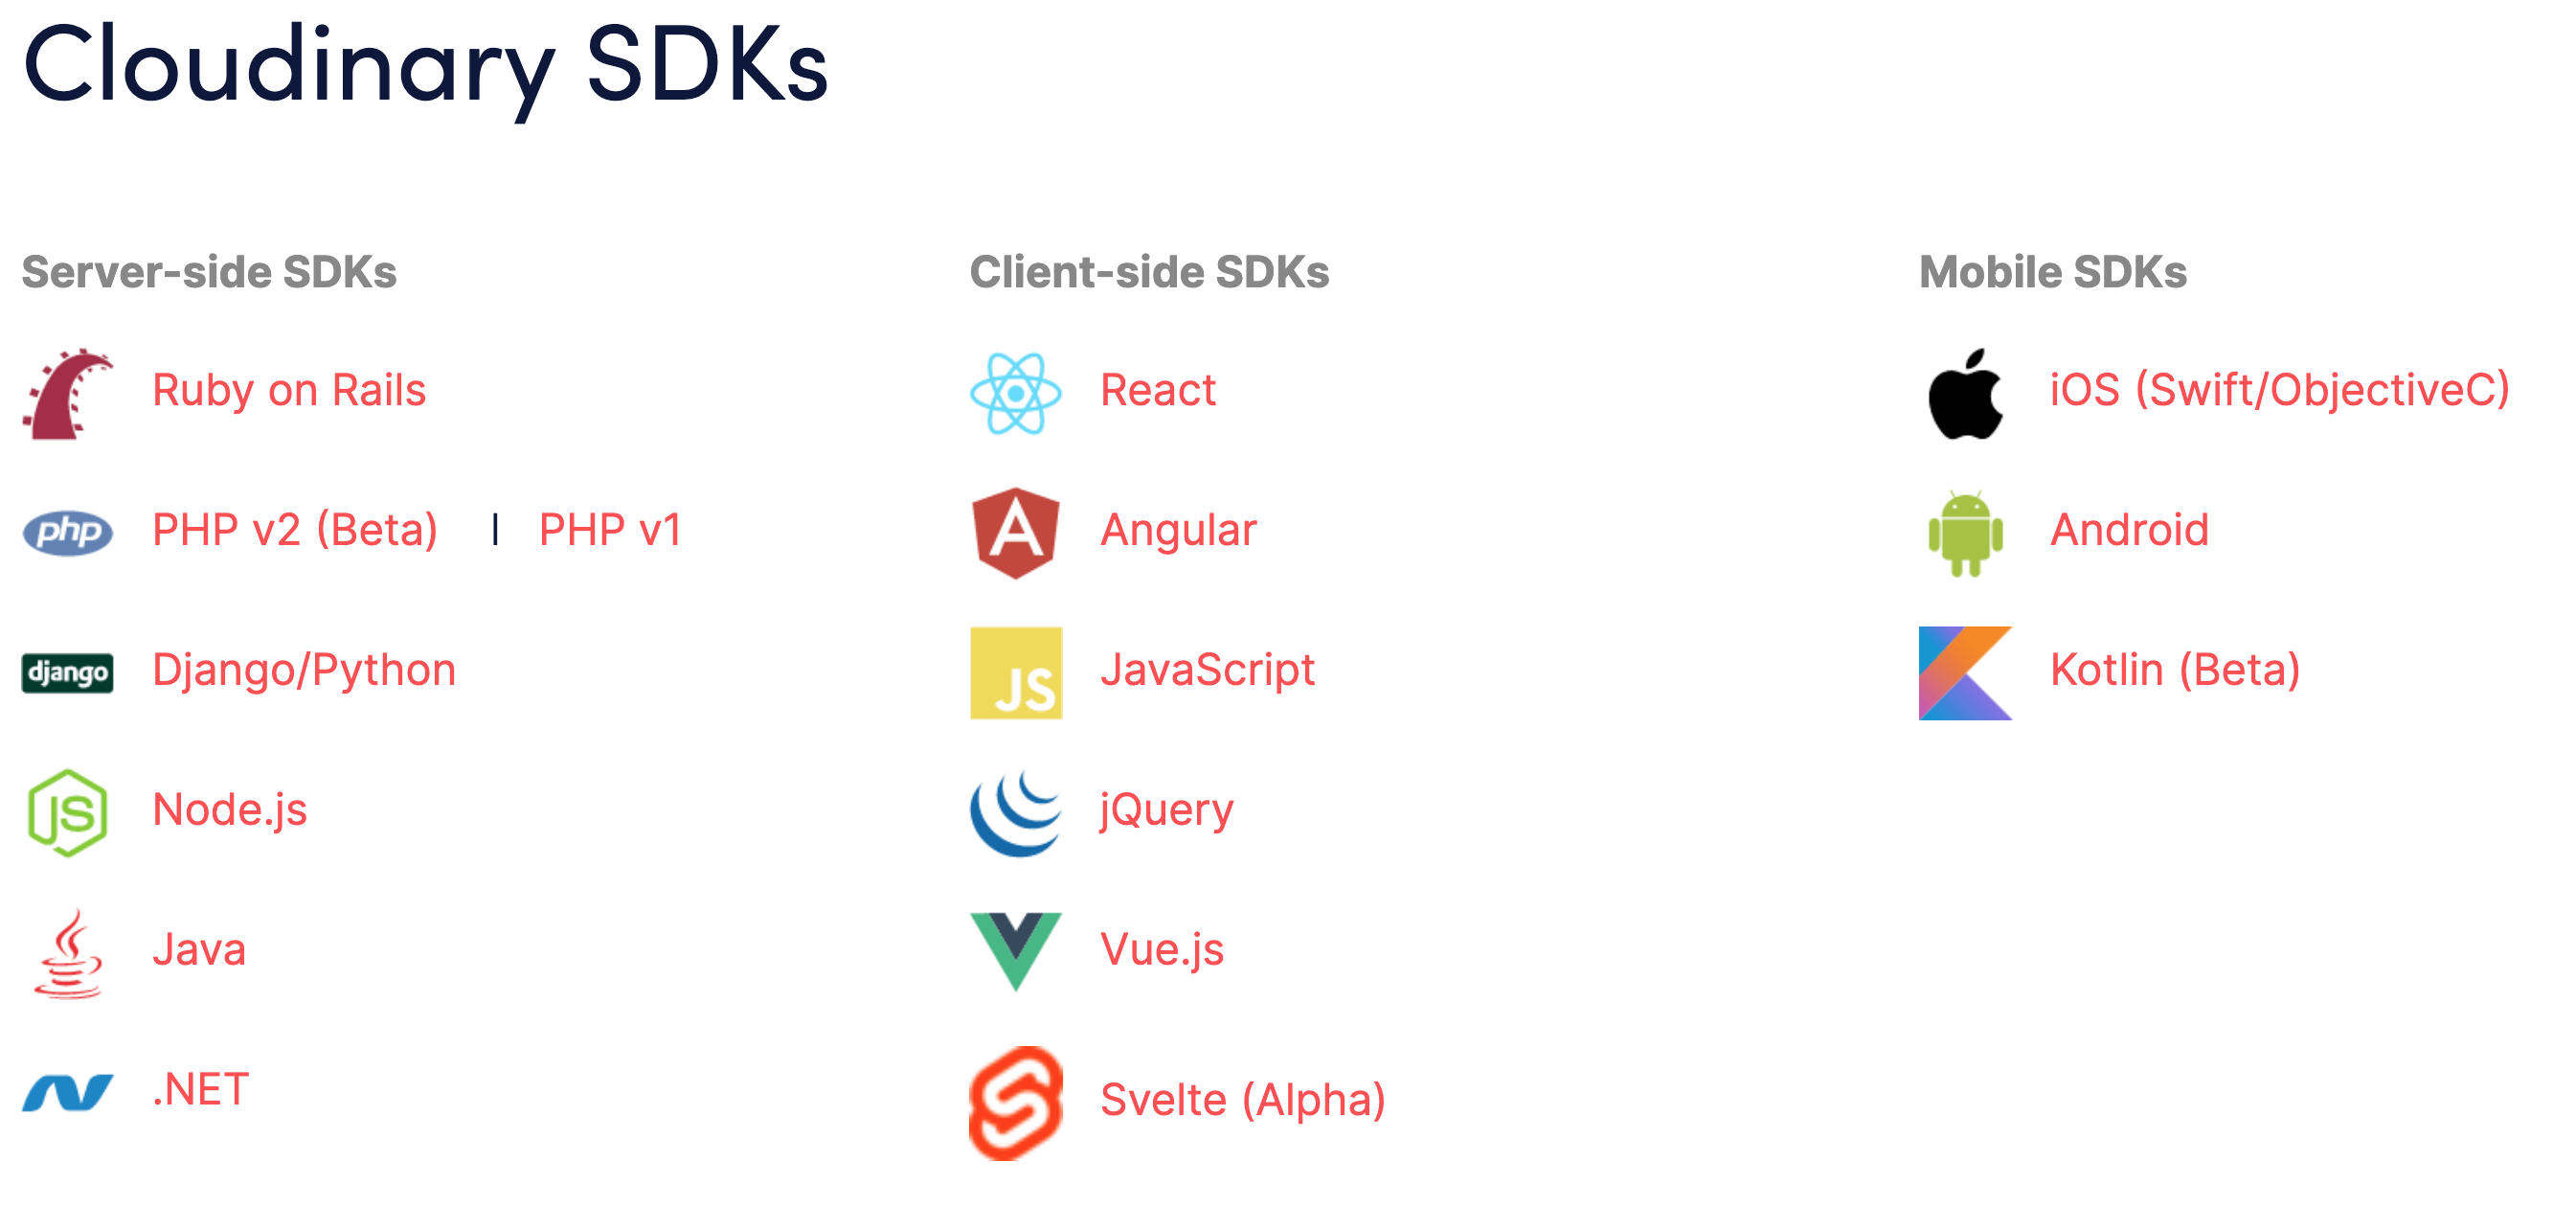 Cloudinary SDKs
Server-side SDKs
Ruby on Rails
php PHP v2 (Beta) | PHP v1
django Django/Python
JS Node.js
Java
.NET
Client-side SDKs
React
A Angular
JS JavaScript
jQuery
Vue.js
Svelte (Alpha)
Mobile SDKs
iOS (Swift/ObjectiveC)
Android
Kotlin (Beta)